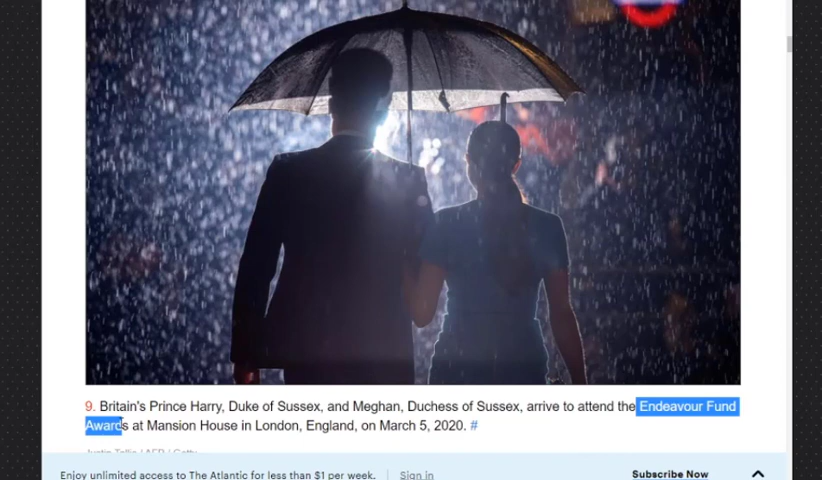 9. Britain's Prince Harry, Duke of Sussex, and Meghan, Duchess of Sussex, arrive to attend the Endeavour Fund
Awards at Mansion House in London, England, on March 5, 2020. #
Enjoy unlimited access to The Atlantic for less than $1 per week. Sign in Subscribe Now